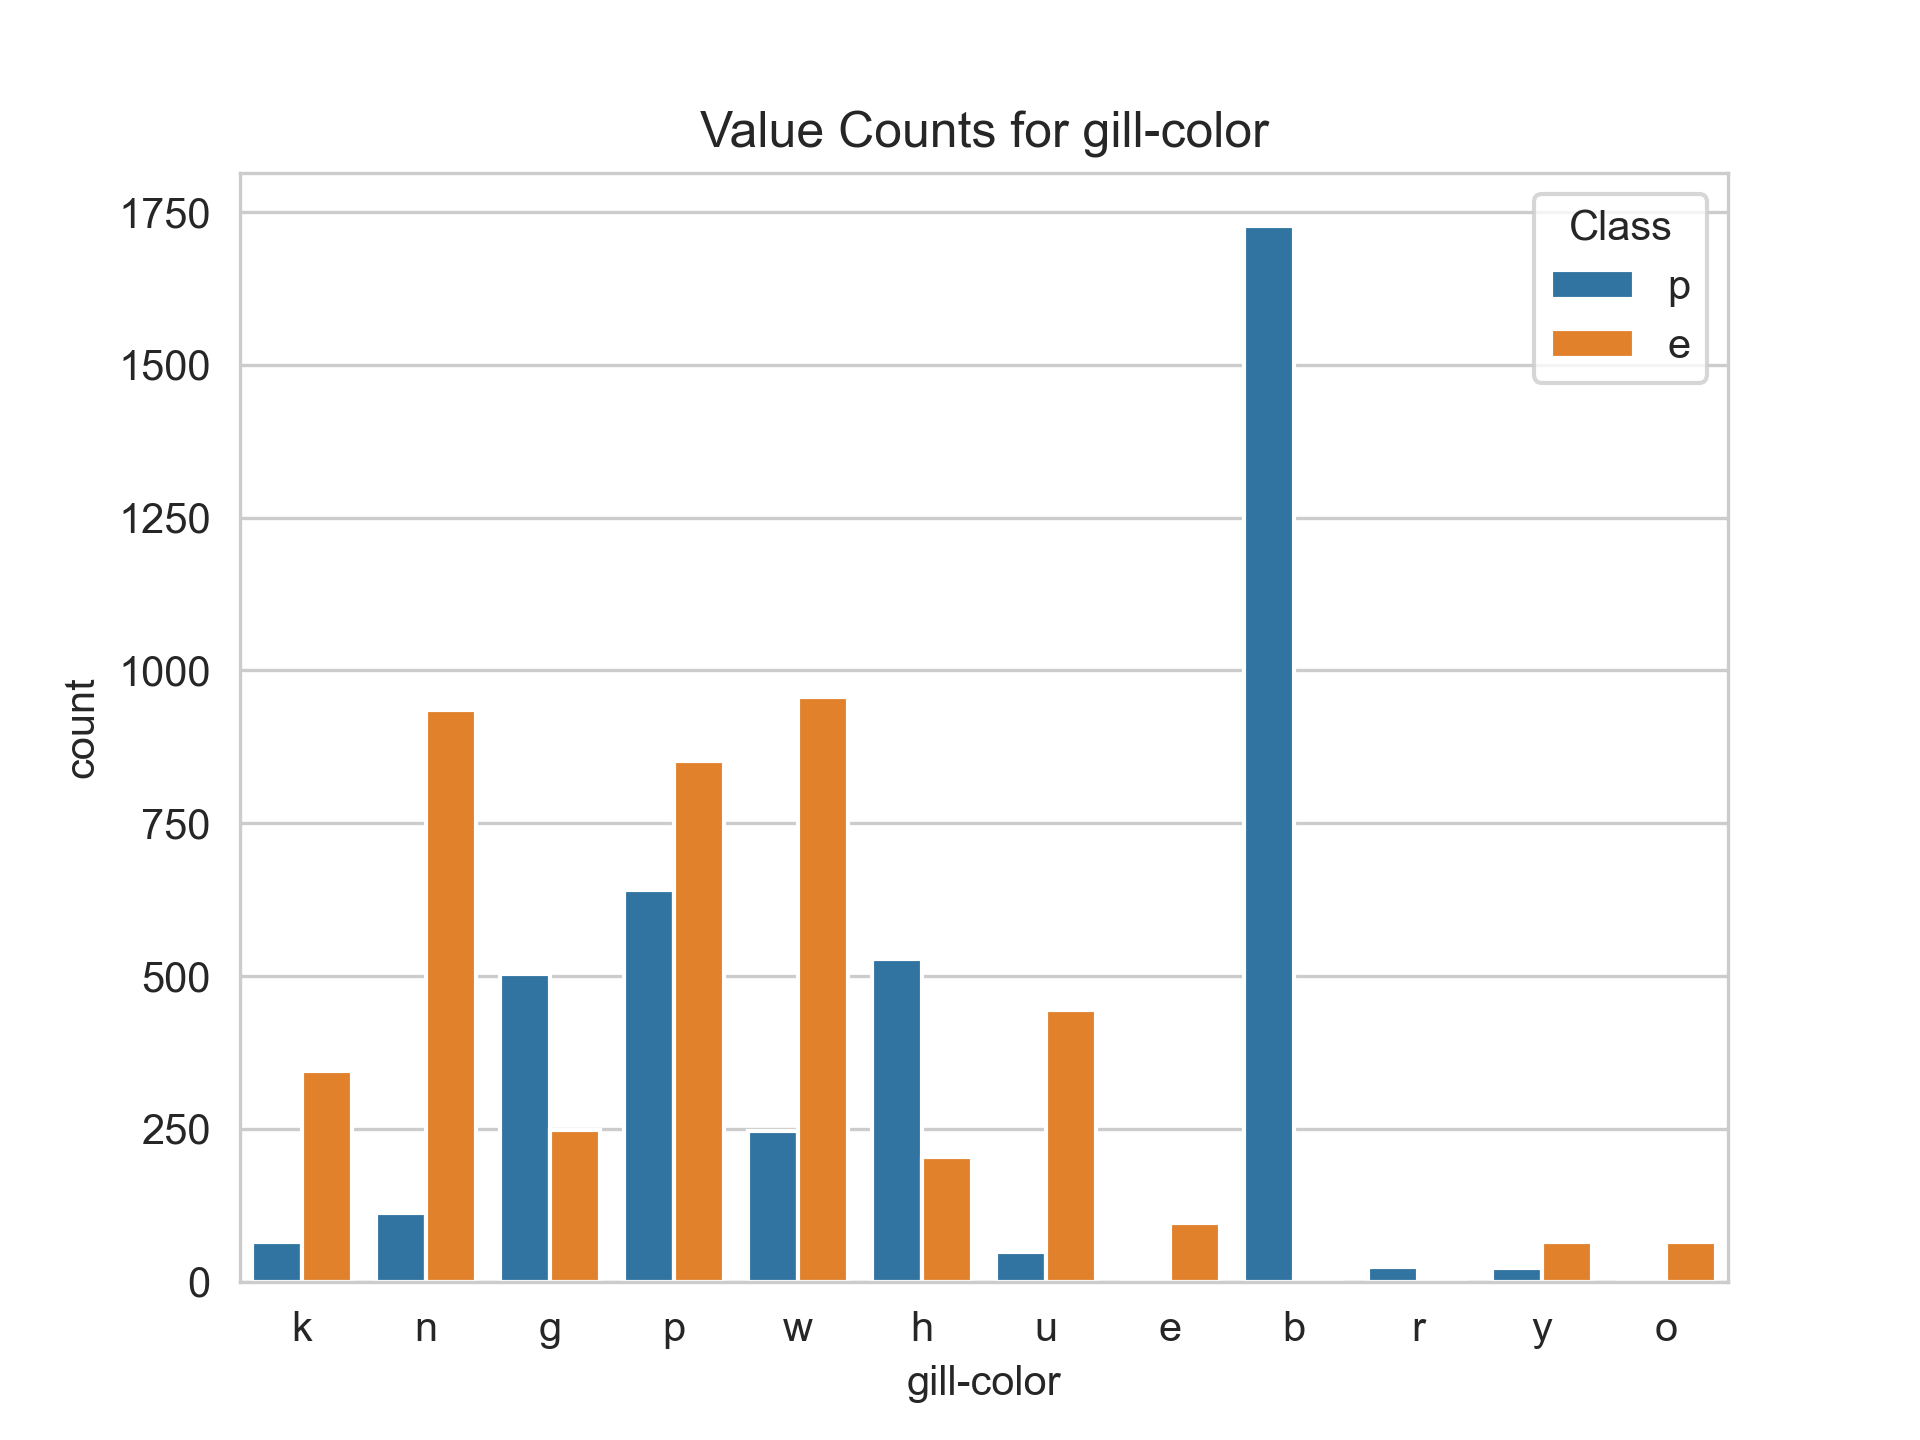 Value Counts for gill-color
1750
1500
1250
1000
750
500
250
0
count
Class
p
e
k n g p w h u e b r y o
gill-color